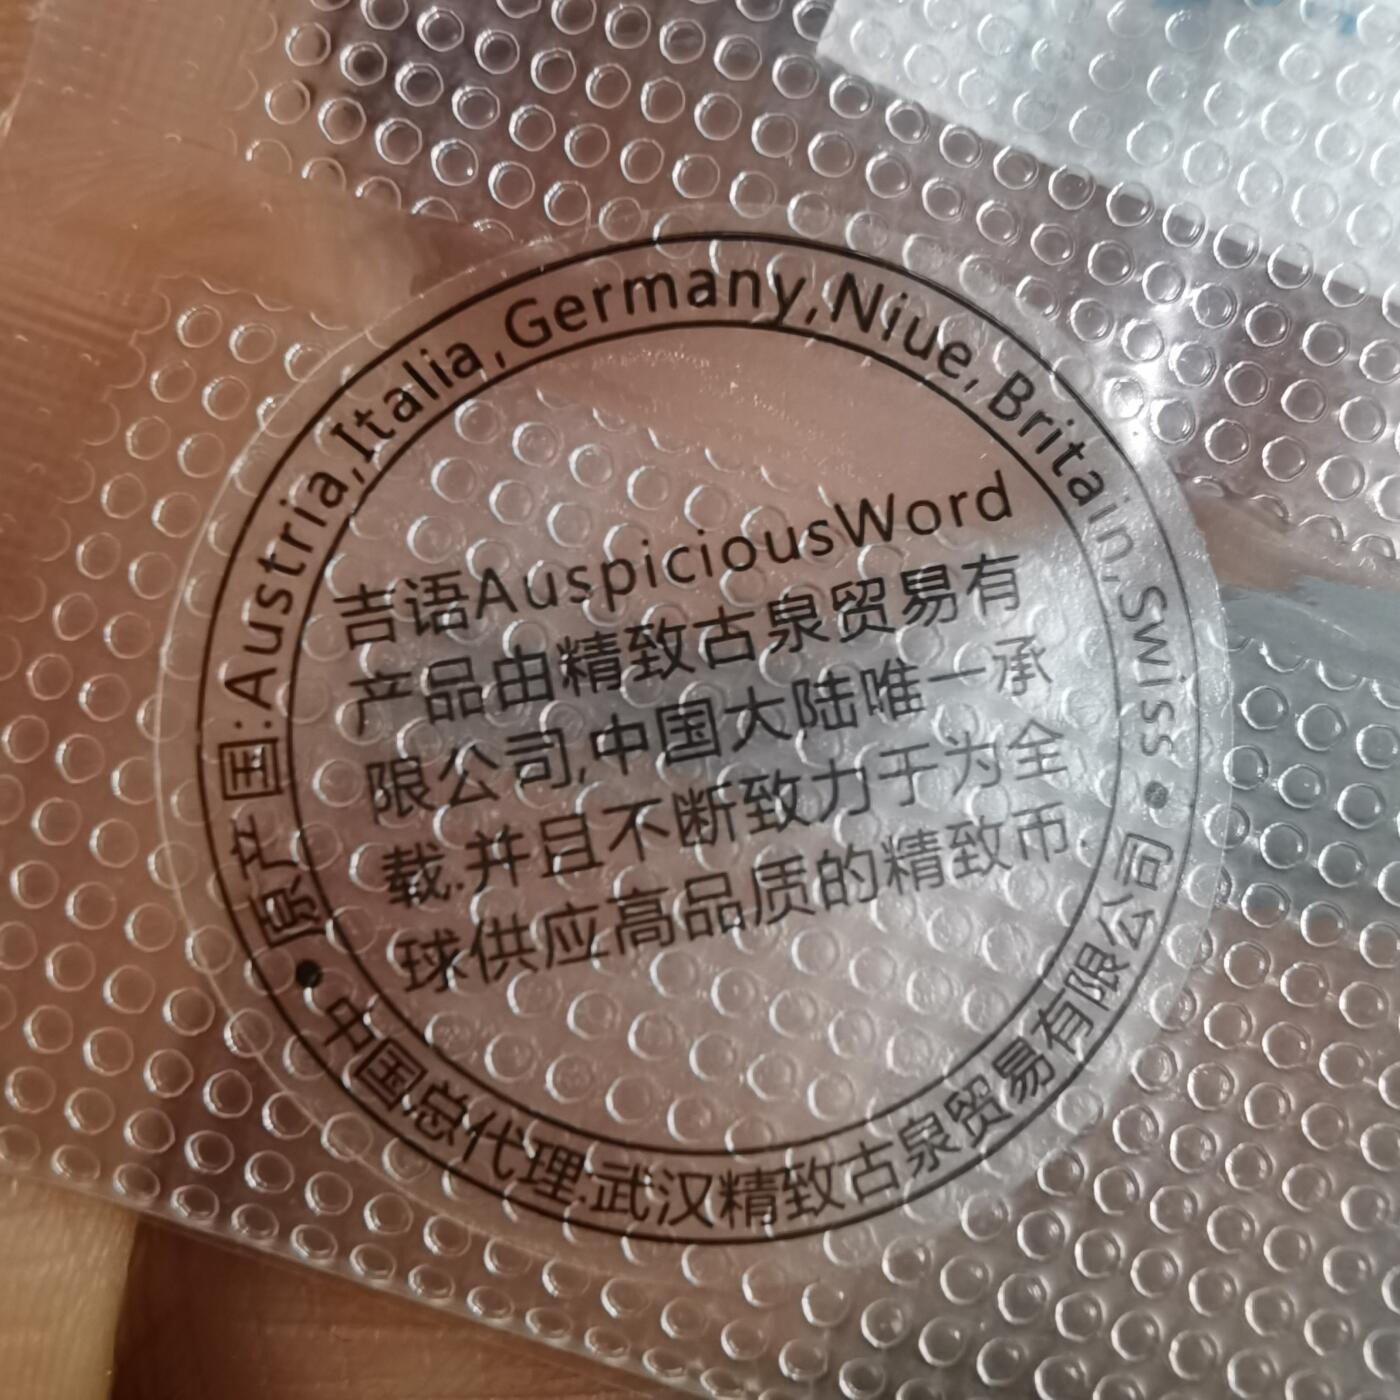 原产国:Austria,Italia,Germany,Niue,Britain,Swiss
吉语AuspiciousWord
产品由精致古泉贸易有
限公司,中国大陆唯一承
载.并且不断致力于为全
球供应高品质的精致币.
中国总代理:武汉精致古泉贸易有限公司